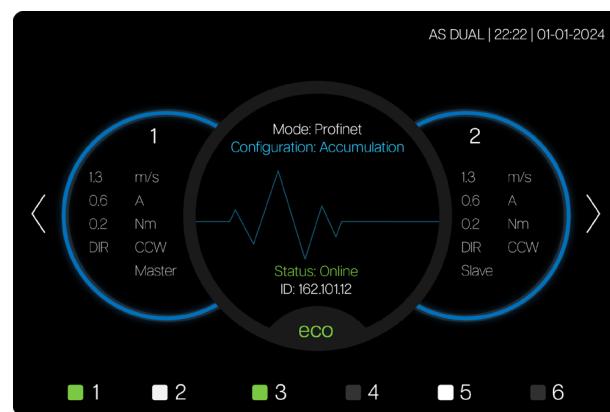 AS DUAL | 22:22 | 01-01-2024
1
1.3 m/s
0.6 A
0.2 Nm
DIR CCW
Master
Mode: Profinet
Configuration: Accumulation
Status: Online
ID: 162.101.12
eco
2
1.3 m/s
0.6 A
0.2 Nm
DIR CCW
Slave
1 2 3 4 5 6